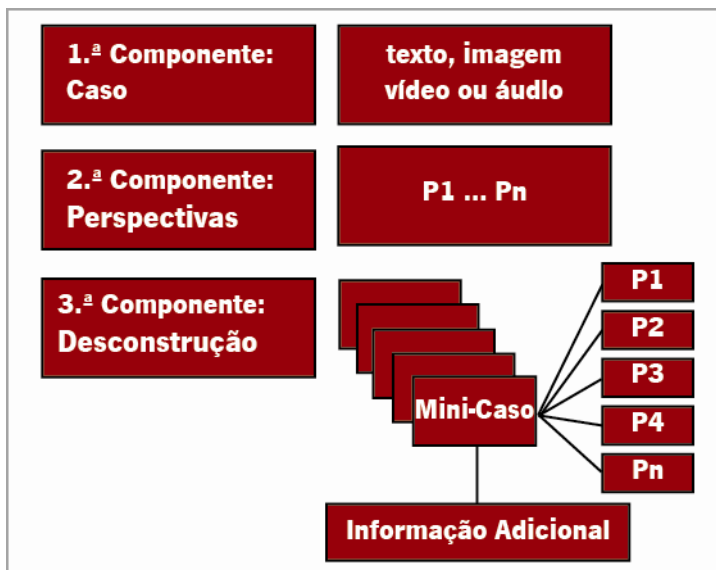 1.ª Componente:
Caso
texto, imagem
vídeo ou áudio
2.ª Componente:
Perspectivas
P1 ... Pn
3.ª Componente:
Desconstrução
Mini-Caso
P1
P2
P3
P4
Pn
Informação Adicional